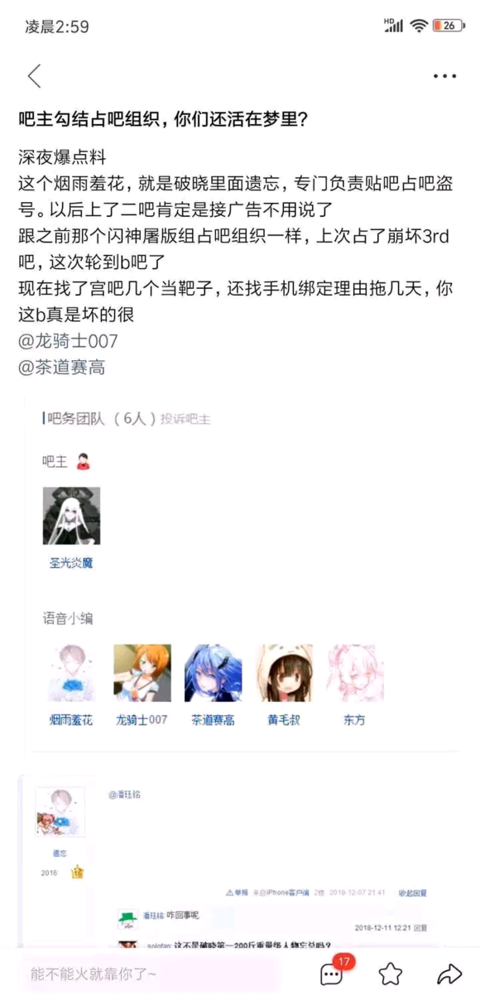 凌晨2:59
HD
26
吧主勾结占吧组织，你们还活在梦里？
深夜爆点料
这个烟雨羞花，就是破晓里面遗忘，专门负责贴吧占吧盗
号。以后上了二吧肯定是接广告不用说了
跟之前那个闪神屠版组占吧组织一样，上次占了崩坏3rd
吧，这次轮到b吧了
现在找了宫吧几个当靶子，还找手机绑定理由拖几天，你
这b真是坏的很
@龙骑士007
@茶道赛高
吧务团队（6人）投诉吧主
吧主
圣光炎魔
语音小编
烟雨羞花 龙骑士007 茶道赛高 黄毛叔 东方
@潘珏铭
遗忘
2016
举报 来自iPhone客户端 2楼 2018-12-07 21:41 收起回复
潘珏铭: 咋回事呢
2018-12-11 12:21 回复
solofan: 这不是破晓第一200斤重量级人物忘总吗？
能不能火就靠你了~
17